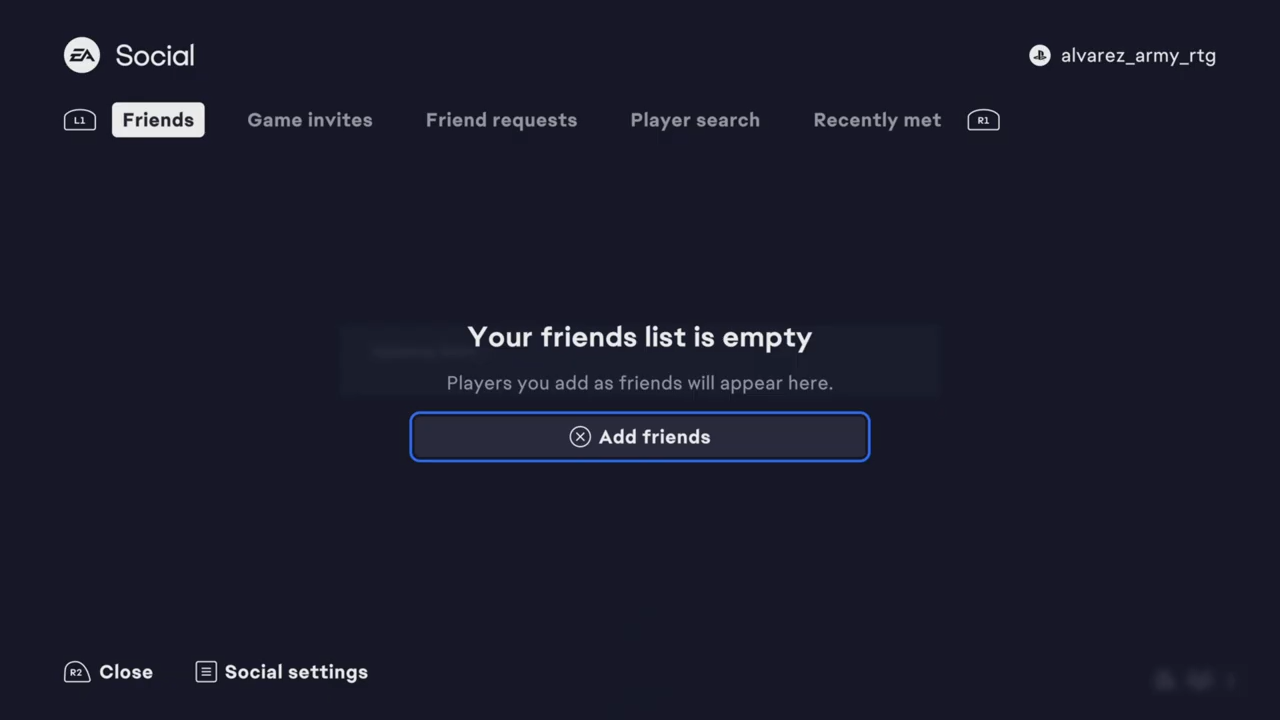 EA Social
alvarez_army_rtg
L1 Friends Game invites Friend requests Player search Recently met R1
Your friends list is empty
Players you add as friends will appear here.
Add friends
R2 Close Social settings